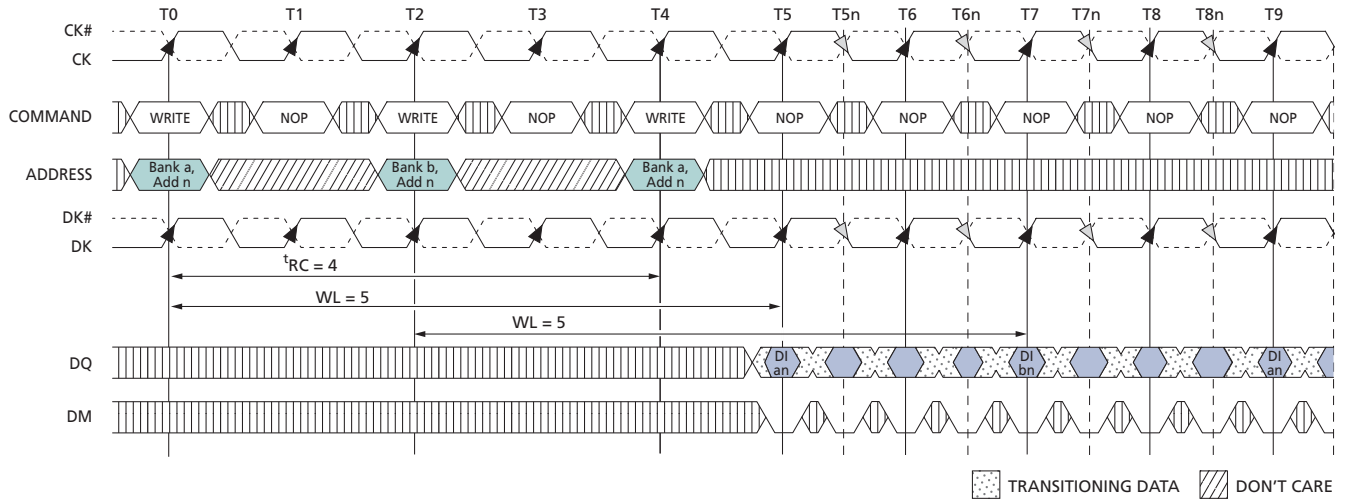 T0 T1 T2 T3 T4 T5 T5n T6 T6n T7 T7n T8 T8n T9
CK#
CK
COMMAND WRITE NOP WRITE NOP WRITE NOP NOP NOP NOP NOP
ADDRESS Bank a, Add n Bank b, Add n Bank a, Add n
DK#
DK
tRC = 4
WL = 5
WL = 5
DQ DI an DI bn DI an
DM
TRANSITIONING DATA DON'T CARE